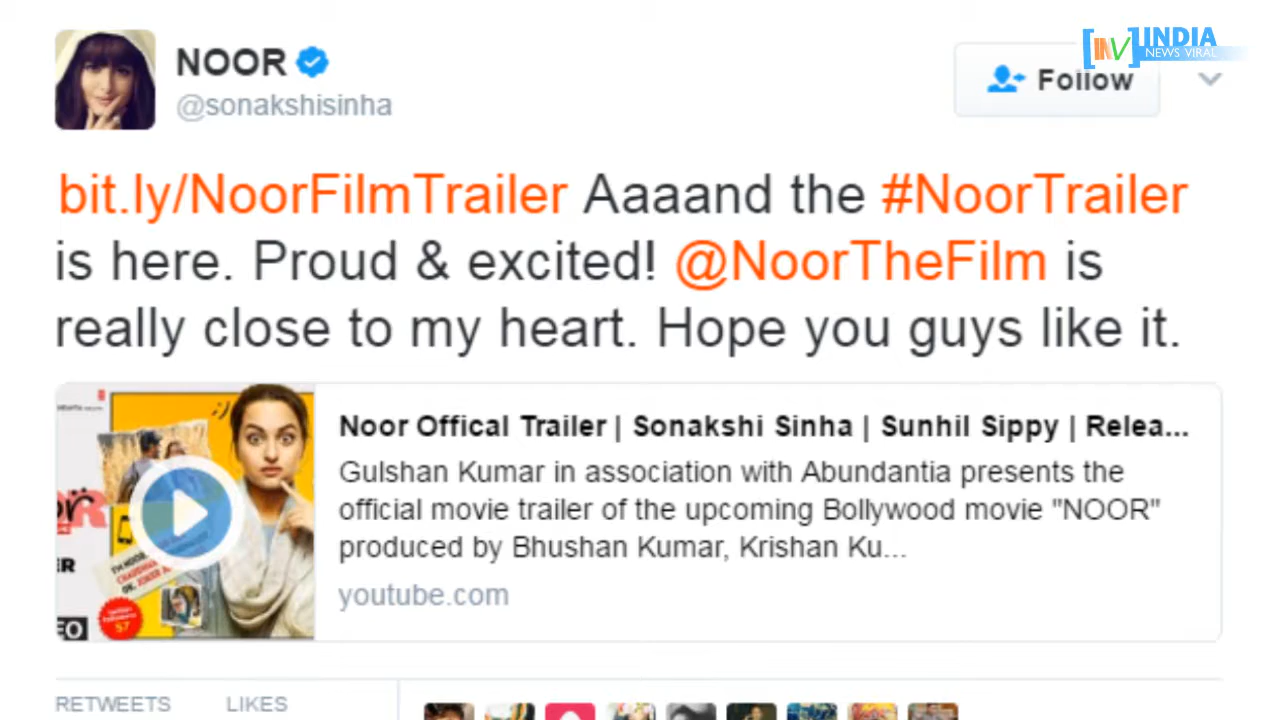 INV INDIA
NEWS VIRAL
NOOR
@sonakshisinha
Follow
bit.ly/NoorFilmTrailer Aaaand the #NoorTrailer
is here. Proud & excited! @NoorTheFilm is
really close to my heart. Hope you guys like it.
Noor Offical Trailer | Sonakshi Sinha | Sunhil Sippy | Relea...
Gulshan Kumar in association with Abundantia presents the
official movie trailer of the upcoming Bollywood movie "NOOR"
produced by Bhushan Kumar, Krishan Ku...
youtube.com
57
RETWEETS LIKES